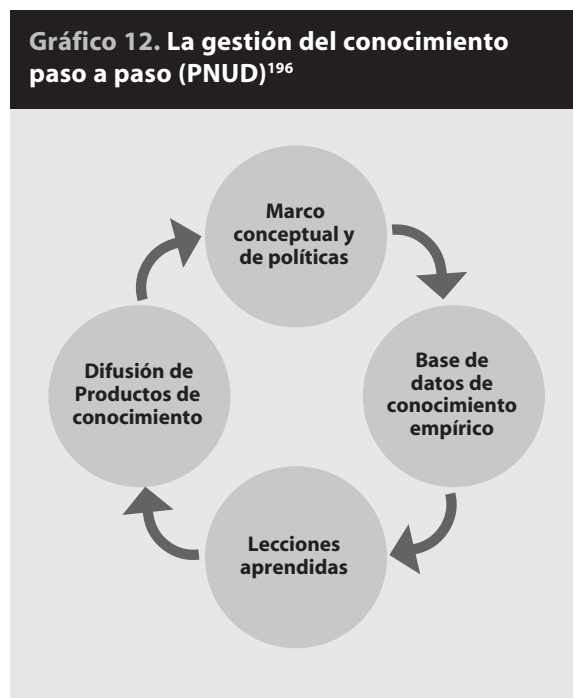 Gráfico 12. La gestión del conocimiento
paso a paso (PNUD)196
Marco
conceptual y
de políticas
Base de
datos de
conocimiento
empírico
Lecciones
aprendidas
Difusión de
Productos de
conocimiento